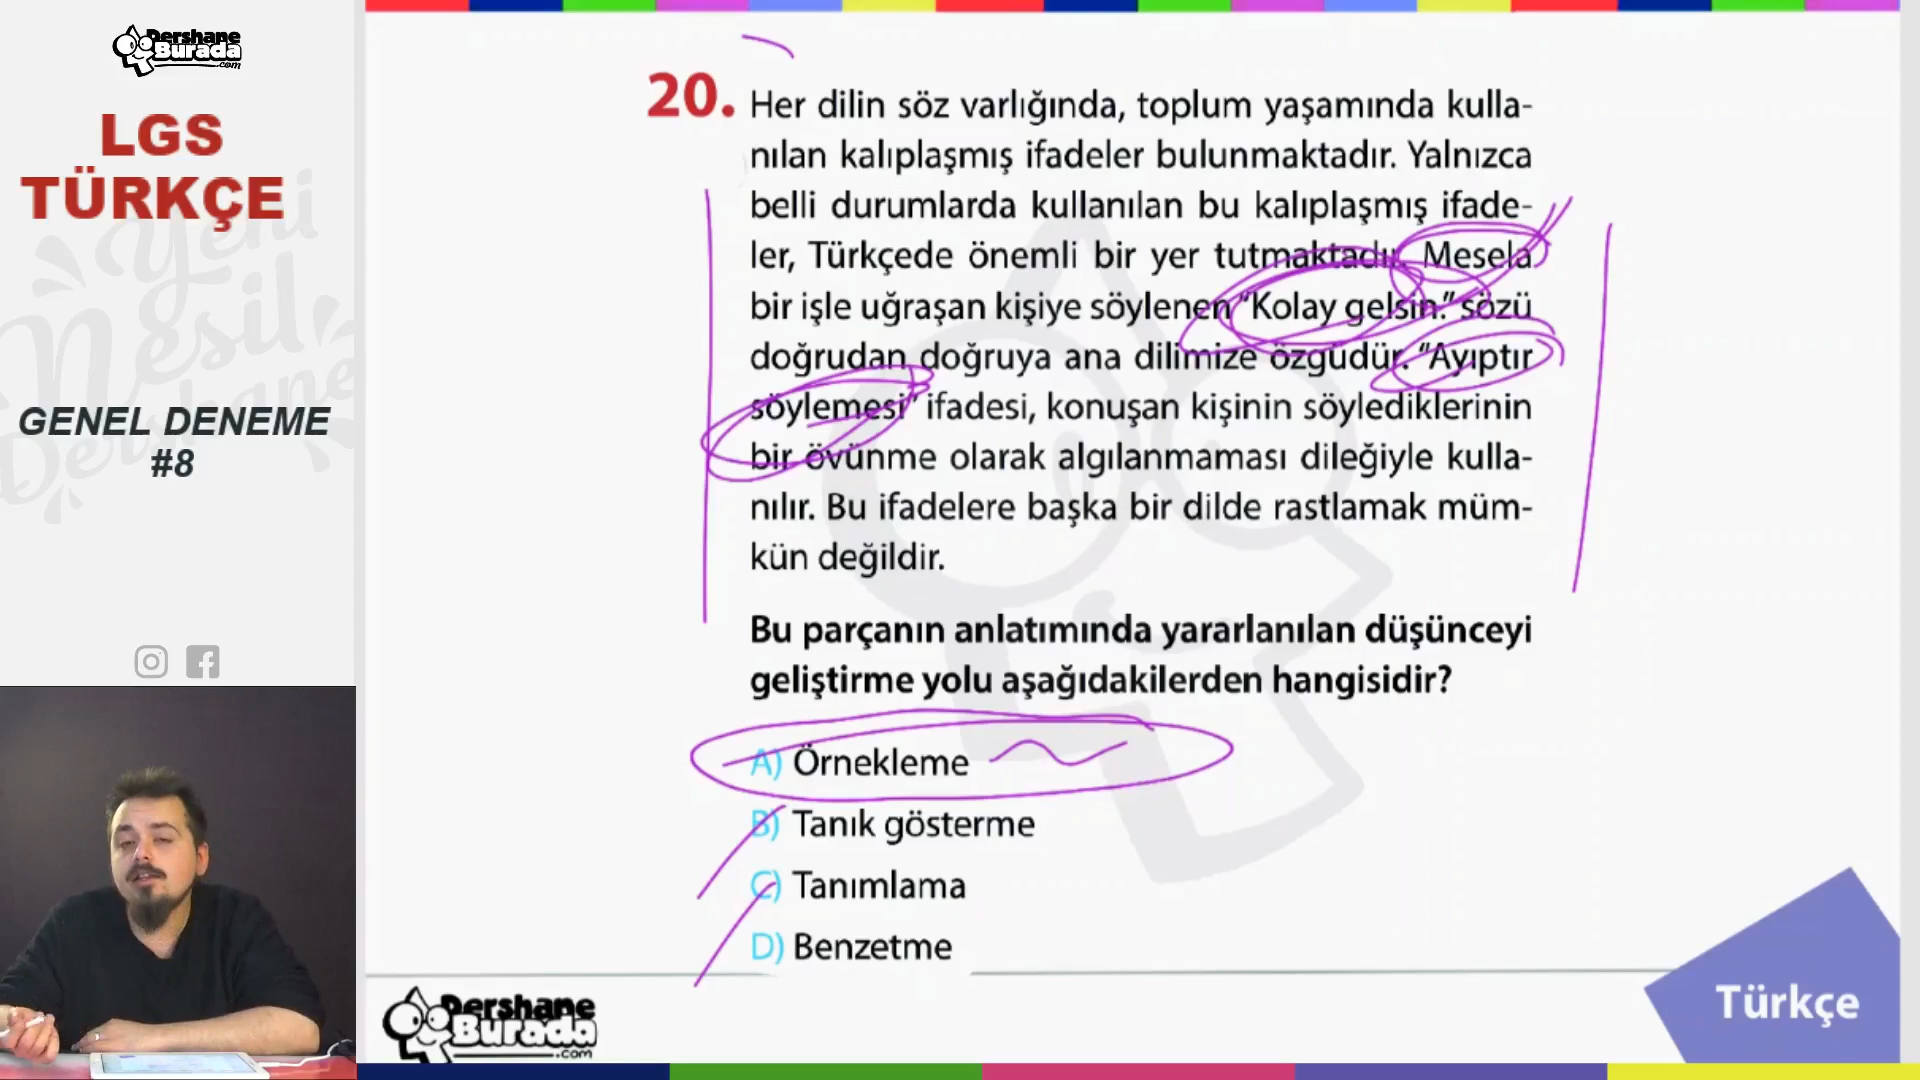 Dershane
Burada
.com
LGS
TÜRKÇE
Yeni
Nesil
Dershane
GENEL DENEME
#8
20. Her dilin söz varlığında, toplum yaşamında kulla-
nılan kalıplaşmış ifadeler bulunmaktadır. Yalnızca
belli durumlarda kullanılan bu kalıplaşmış ifade-
ler, Türkçede önemli bir yer tutmaktadır. Mesela
bir işle uğraşan kişiye söylenen “Kolay gelsin.” sözü
doğrudan doğruya ana dilimize özgüdür. “Ayıptır
söylemesi” ifadesi, konuşan kişinin söylediklerinin
bir övünme olarak algılanmaması dileğiyle kulla-
nılır. Bu ifadelere başka bir dilde rastlamak müm-
kün değildir.
Bu parçanın anlatımında yararlanılan düşünceyi
geliştirme yolu aşağıdakilerden hangisidir?
A) Örnekleme
B) Tanık gösterme
C) Tanımlama
D) Benzetme
Dershane
Burada
.com
Türkçe